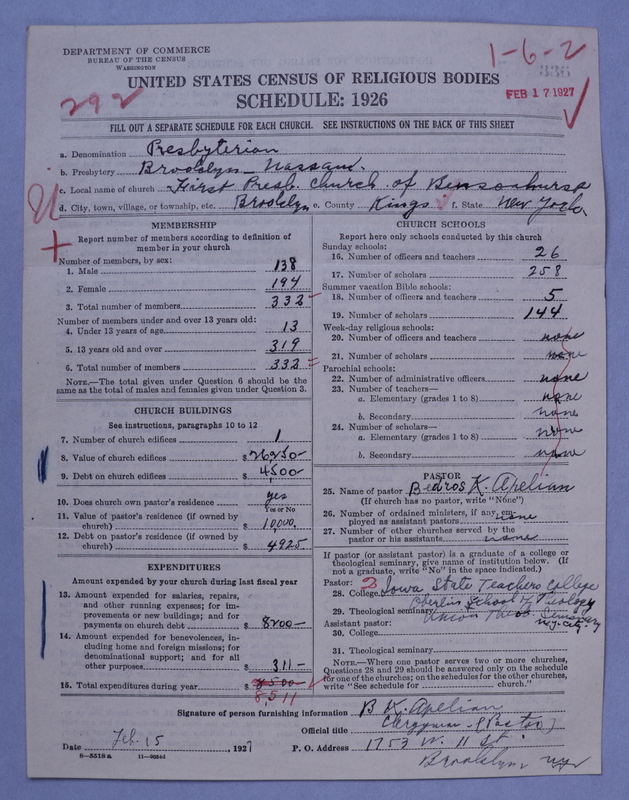 DEPARTMENT OF COMMERCE
BUREAU OF THE CENSUS
WASHINGTON
1-6-2
336
292
FEB 17 1927
UNITED STATES CENSUS OF RELIGIOUS BODIES
SCHEDULE: 1926
FILL OUT A SEPARATE SCHEDULE FOR EACH CHURCH. SEE INSTRUCTIONS ON THE BACK OF THIS SHEET
a. Denomination Presbyterian
b. Presbytery Brooklyn-Nassau.
c. Local name of church First Presb. Church of Bensonhurst
d. City, town, village, or township, etc. Brooklyn e. County Kings f. State New York.
MEMBERSHIP
Report number of members according to definition of
member in your church
Number of members, by sex:
1. Male 138
2. Female 194
3. Total number of members 332
Number of members under and over 13 years old:
4. Under 13 years of age 13
5. 13 years old and over 319
6. Total number of members 332
NOTE.—The total given under Question 6 should be the
same as the total of males and females given under Question 3.
CHURCH BUILDINGS
See instructions, paragraphs 10 to 12
7. Number of church edifices 1
8. Value of church edifices $26250-
9. Debt on church edifices $4500-
10. Does church own pastor's residence yes
Yes or No
11. Value of pastor's residence (if owned by
church) $ 10,000.
12. Debt on pastor's residence (if owned by
church) $ 4925
EXPENDITURES
Amount expended by your church during last fiscal year
13. Amount expended for salaries, repairs,
and other running expenses; for im-
provements or new buildings; and for
payments on church debt $ 8200-
14. Amount expended for benevolences, in-
cluding home and foreign missions; for
denominational support; and for all
other purposes $ 311-
15. Total expenditures during year $ 8500-
8511
CHURCH SCHOOLS
Report here only schools conducted by this church
Sunday schools:
16. Number of officers and teachers 26
17. Number of scholars 258
Summer vacation Bible schools:
18. Number of officers and teachers 5
19. Number of scholars 144
Week-day religious schools:
20. Number of officers and teachers none
21. Number of scholars none
Parochial schools:
22. Number of administrative officers none
23. Number of teachers—
a. Elementary (grades 1 to 8) none
b. Secondary none
24. Number of scholars—
a. Elementary (grades 1 to 8) none
b. Secondary none
PASTOR
25. Name of pastor Bedros K. Apelian
(If church has no pastor, write "None")
26. Number of ordained ministers, if any, em-
ployed as assistant pastors none
27. Number of other churches served by the
pastor or his assistants none
If pastor (or assistant pastor) is a graduate of a college or
theological seminary, give name of institution below. (If
not a graduate, write "No" in the space indicated.)
Pastor: 2
28. College Iowa State Teachers College
Oberlin School of Theology
29. Theological seminary Union Theo. Seminary
Assistant pastor: N.Y. City.
30. College
31. Theological seminary
NOTE.—Where one pastor serves two or more churches,
Questions 28 and 29 should be answered only on the schedule
for one of the churches; on the schedules for the other churches,
write "See schedule for church."
Signature of person furnishing information B K. Apelian
Official title Clergyman-(Pastor)
Date Feb. 15, 1927 P. O. Address 1753 W. 11 St.
8—5518a
Brooklyn N.Y.